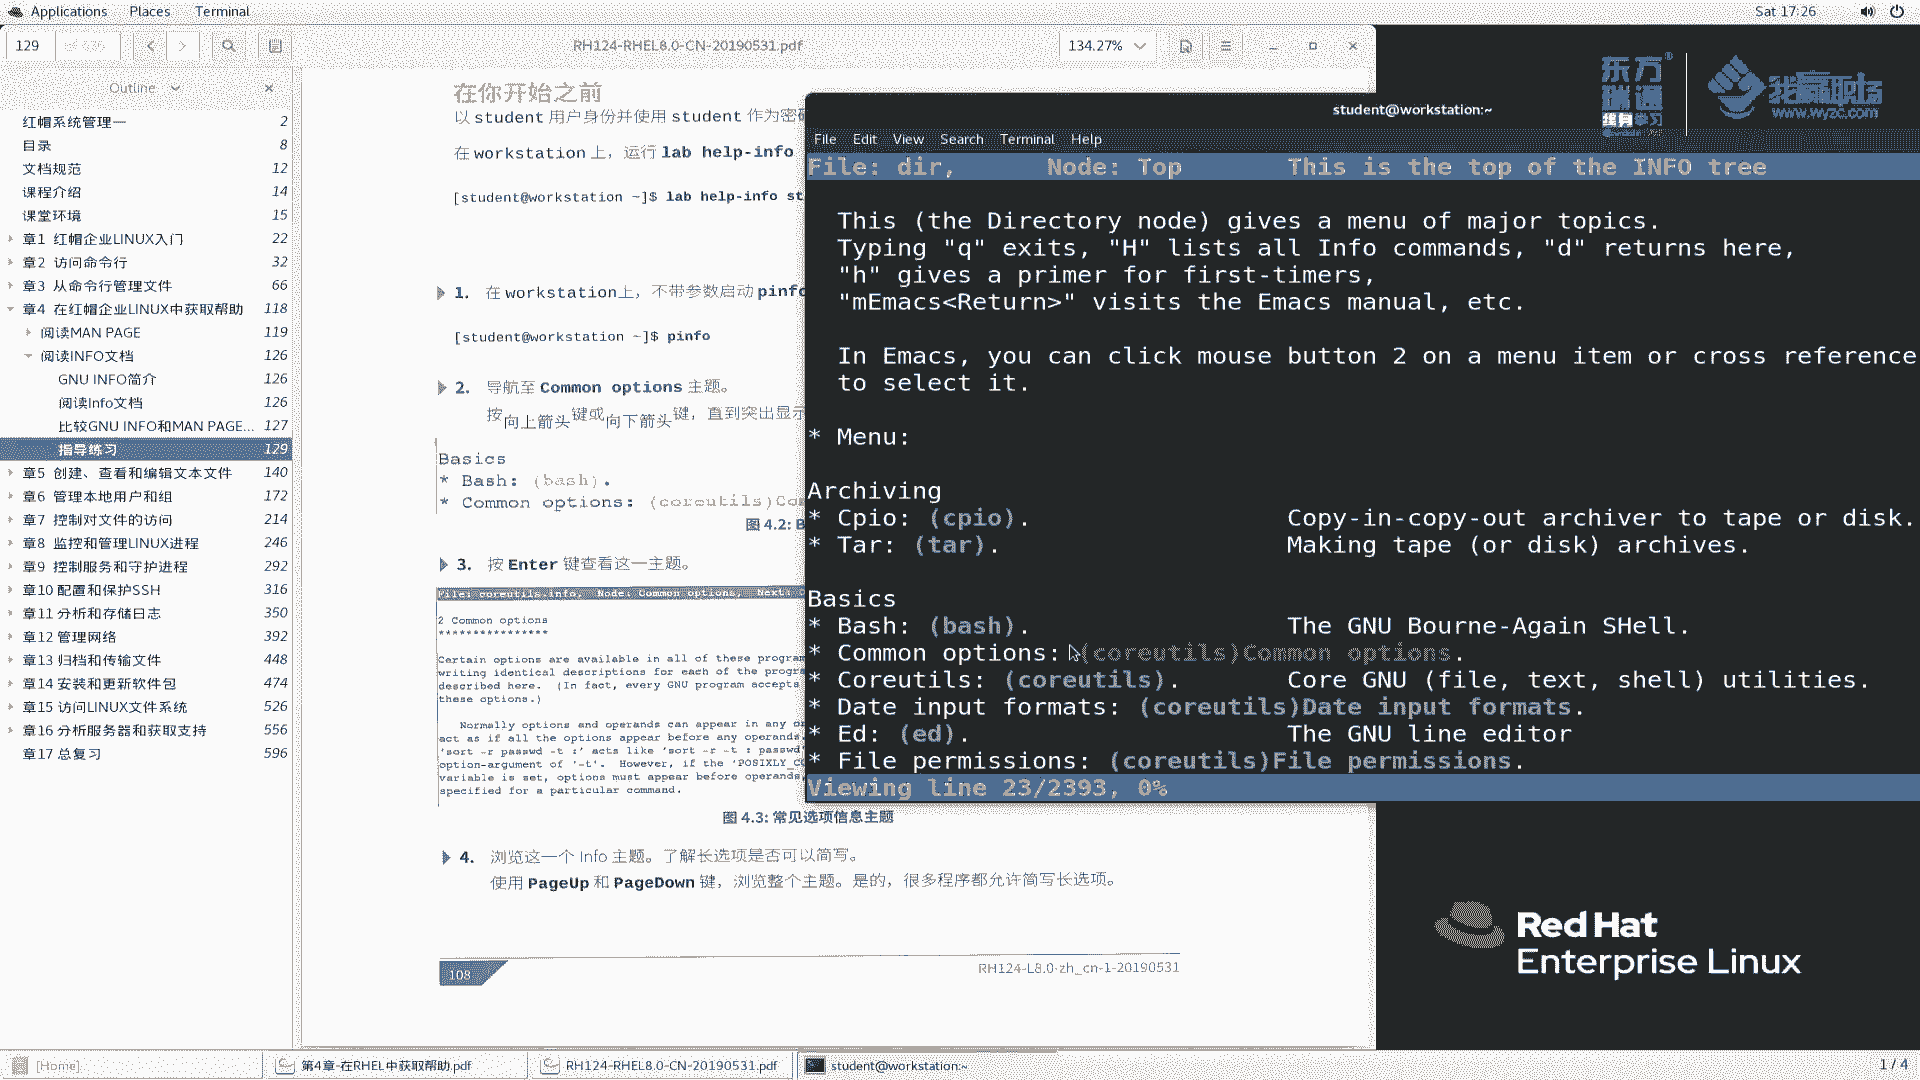 Applications Places Terminal
Sat 17:26
129
RH124-RHEL8.0-CN-20190531.pdf
134.27%
Outline
红帽系统管理一 2
目录 8
文档规范 12
课程介绍 14
课堂环境 15
章1 红帽企业LINUX入门 22
章2 访问命令行 32
章3 从命令行管理文件 66
章4 在红帽企业LINUX中获取帮助 118
阅读MAN PAGE 119
阅读INFO文档 126
GNU INFO简介 126
阅读Info文档 126
比较GNU INFO和MAN PAGE... 127
指导练习 129
章5 创建、查看和编辑文本文件 140
章6 管理本地用户和组 172
章7 控制对文件的访问 214
章8 监控和管理LINUX进程 246
章9 控制服务和守护进程 292
章10 配置和保护SSH 316
章11 分析和存储日志 350
章12 管理网络 392
章13 归档和传输文件 448
章14 安装和更新软件包 474
章15 访问LINUX文件系统 526
章16 分析服务器和获取支持 556
章17 总复习 596
在你开始之前
以 student 用户身份并使用 student 作为密
在 workstation 上，运行 lab help-info
[student@workstation ~]$ lab help-info st
1. 在 workstation上，不带参数启动 pinfo
[student@workstation ~]$ pinfo
2. 导航至 Common options 主题。
按向上箭头键或向下箭头键，直到突出显示
Basics
* Bash: (bash).
* Common options: (coreutils)Com
图 4.2: B
3. 按 Enter 键查看这一主题。
File: coreutils.info, Node: Common options, Next:
2 Common options
****************
Certain options are available in all of these program
writing identical descriptions for each of the progra
described here. (In fact, every GNU program accepts
these options.)
Normally options and operands can appear in any or
act as if all the options appear before any operands.
'sort -r passwd -t :' acts like 'sort -r -t : passwd'
option-argument of '-t'. However, if the 'POSIXLY_CO
variable is set, options must appear before operands,
specified for a particular command.
图 4.3: 常见选项信息主题
4. 浏览这一个 Info 主题。了解长选项是否可以简写。
使用 PageUp 和 PageDown 键，浏览整个主题。是的，很多程序都允许简写长选项。
108
RH124-L8.0-zh_cn-1-20190531
student@workstation:~
File Edit View Search Terminal Help
File: dir, Node: Top This is the top of the INFO tree
This (the Directory node) gives a menu of major topics.
Typing "q" exits, "H" lists all Info commands, "d" returns here,
"h" gives a primer for first-timers,
"mEmacs<Return>" visits the Emacs manual, etc.
In Emacs, you can click mouse button 2 on a menu item or cross reference
to select it.
* Menu:
Archiving
* Cpio: (cpio). Copy-in-copy-out archiver to tape or disk.
* Tar: (tar). Making tape (or disk) archives.
Basics
* Bash: (bash). The GNU Bourne-Again SHell.
* Common options: (coreutils)Common options.
* Coreutils: (coreutils). Core GNU (file, text, shell) utilities.
* Date input formats: (coreutils)Date input formats.
* Ed: (ed). The GNU line editor
* File permissions: (coreutils)File permissions.
Viewing line 23/2393, 0%
东方
瑞通
终身学习
我赢职场
www.wyzc.com
Red Hat
Enterprise Linux
[Home]
第4章-在RHEL中获取帮助.pdf
RH124-RHEL8.0-CN-20190531.pdf
student@workstation:~
1 / 4